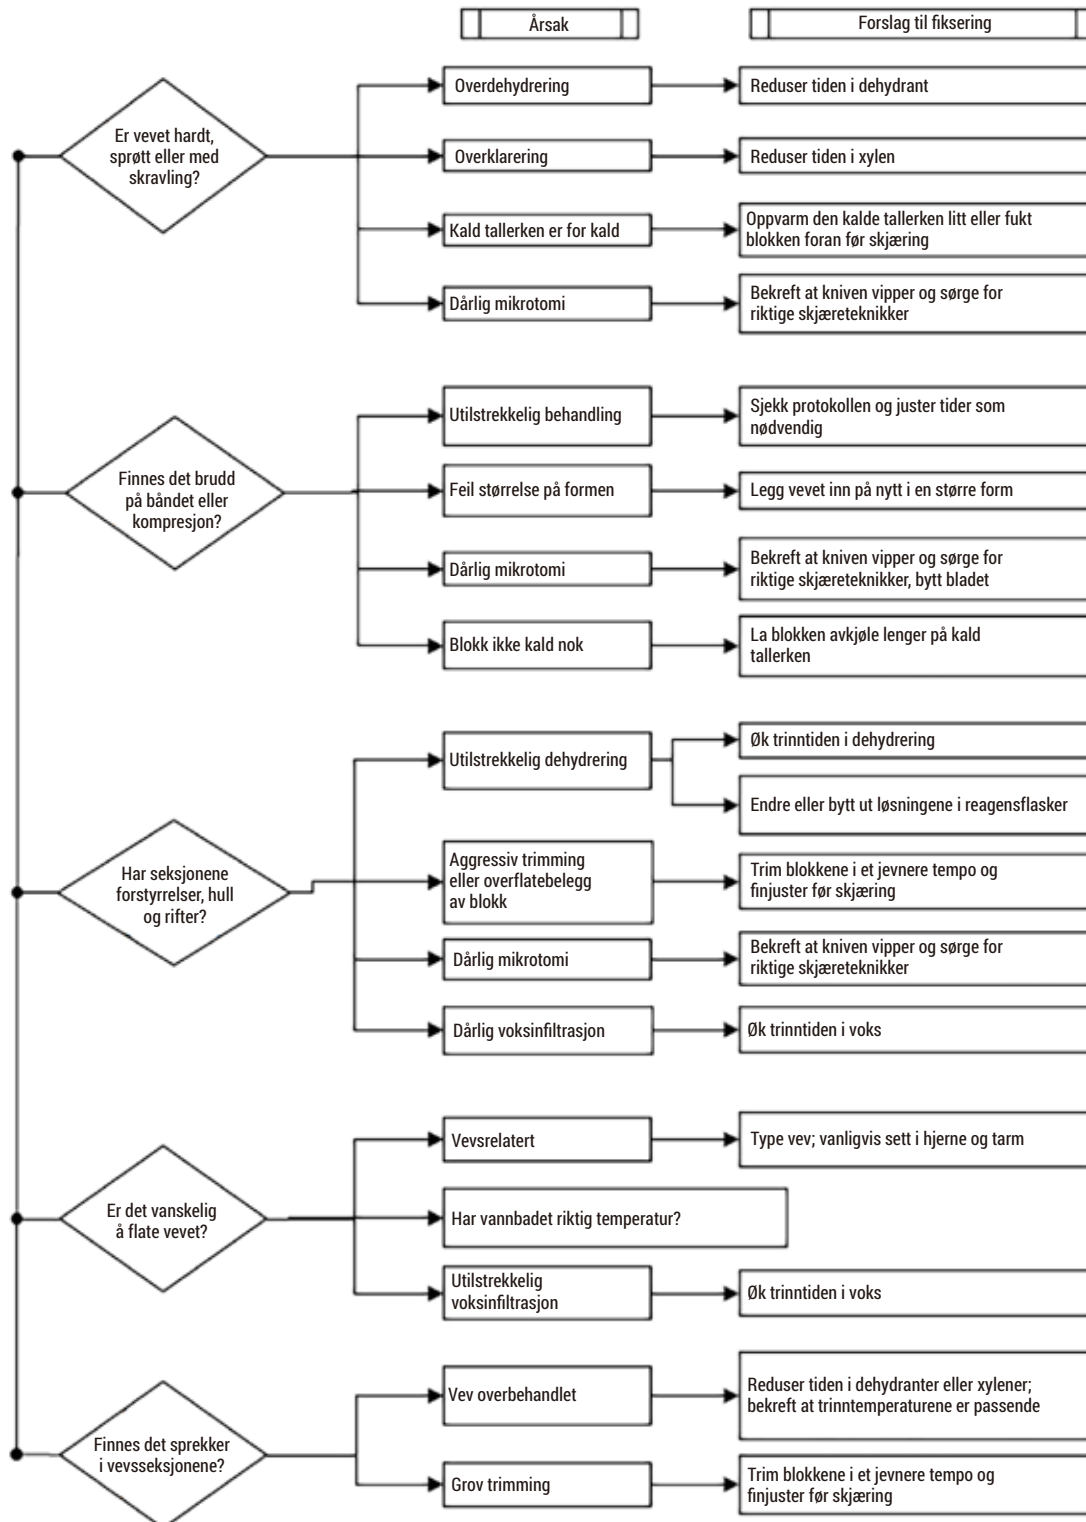 Årsak
Forslag til fiksering
Er vevet hardt,
sprøtt eller med
skravling?
Overdehydrering
Reduser tiden i dehydrant
Overklarering
Reduser tiden i xylen
Kald tallerken er for kald
Oppvarm den kalde tallerken litt eller fukt
blokken foran før skjæring
Dårlig mikrotomi
Bekreft at kniven vipper og sørge for
riktige skjæreteknikker
Finnes det brudd
på båndet eller
kompresjon?
Utilstrekkelig behandling
Sjekk protokollen og juster tider som
nødvendig
Feil størrelse på formen
Legg vevet inn på nytt i en større form
Dårlig mikrotomi
Bekreft at kniven vipper og sørge for
riktige skjæreteknikker, bytt bladet
Blokk ikke kald nok
La blokken avkjøle lenger på kald
tallerken
Har seksjonene
forstyrrelser, hull
og rifter?
Utilstrekkelig dehydrering
Øk trinntiden i dehydrering
Endre eller bytt ut løsningene i reagensflasker
Aggressiv trimming
eller overflatebelegg
av blokk
Trim blokkene i et jevnere tempo og
finjuster før skjæring
Dårlig mikrotomi
Bekreft at kniven vipper og sørge for
riktige skjæreteknikker
Dårlig voksinfiltrasjon
Øk trinntiden i voks
Er det vanskelig
å flate vevet?
Vevsrelatert
Type vev; vanligvis sett i hjerne og tarm
Har vannbadet riktig temperatur?
Utilstrekkelig
voksinfiltrasjon
Øk trinntiden i voks
Finnes det sprekker
i vevsseksjonene?
Vev overbehandlet
Reduser tiden i dehydranter eller xylener;
bekreft at trinntemperaturene er passende
Grov trimming
Trim blokkene i et jevnere tempo og
finjuster før skjæring